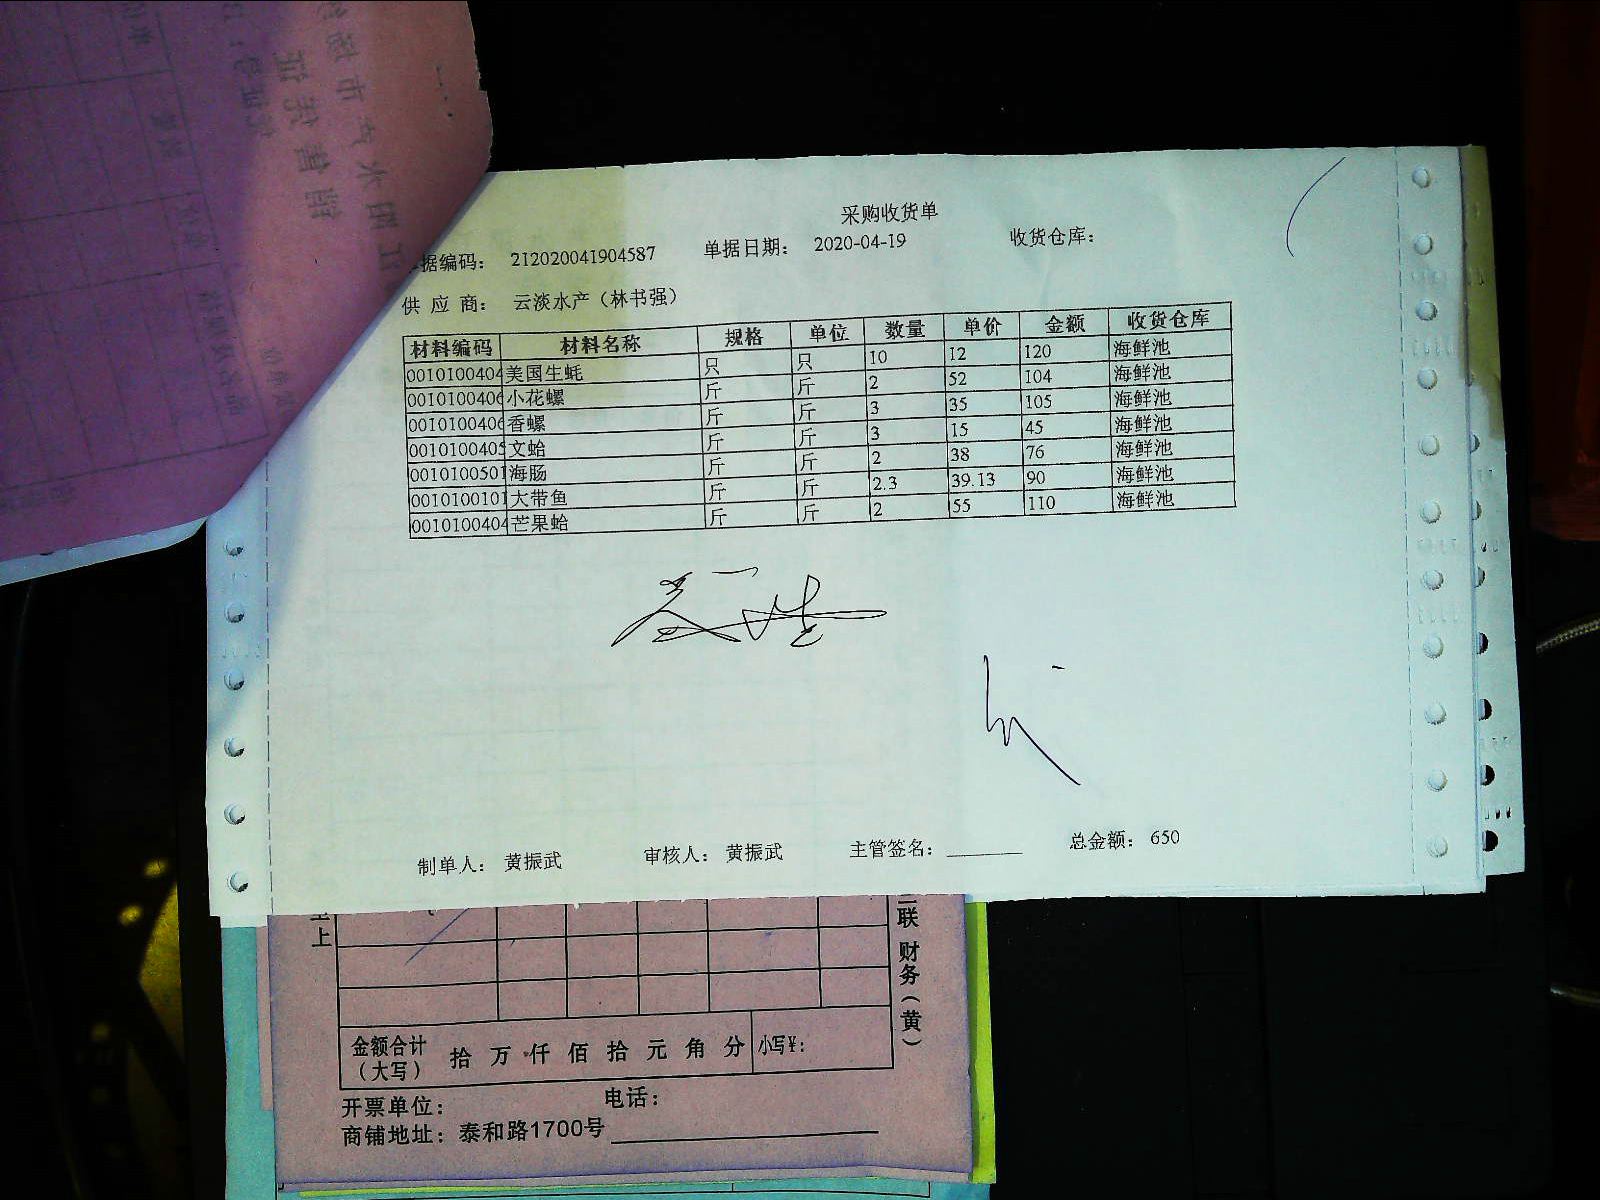 采购收货单
据编码： 212020041904587 单据日期： 2020-04-19 收货仓库：
供 应 商： 云淡水产（林书强）
材料编码 材料名称 规格 单位 数量 单价 金额 收货仓库
0010100404 美国生蚝 只 只 10 12 120 海鲜池
0010100406 小花螺 斤 斤 2 52 104 海鲜池
0010100406 香螺 斤 斤 3 35 105 海鲜池
0010100405 文蛤 斤 斤 3 15 45 海鲜池
0010100501 海肠 斤 斤 2 38 76 海鲜池
0010100101 大带鱼 斤 斤 2.3 39.13 90 海鲜池
0010100404 芒果蛤 斤 斤 2 55 110 海鲜池
制单人： 黄振武 审核人： 黄振武 主管签名： 总金额： 650
上
联 财务（黄）
金额合计（大写） 拾 万 仟 佰 拾 元 角 分 小写¥：
开票单位： 电话：
商铺地址： 泰和路1700号